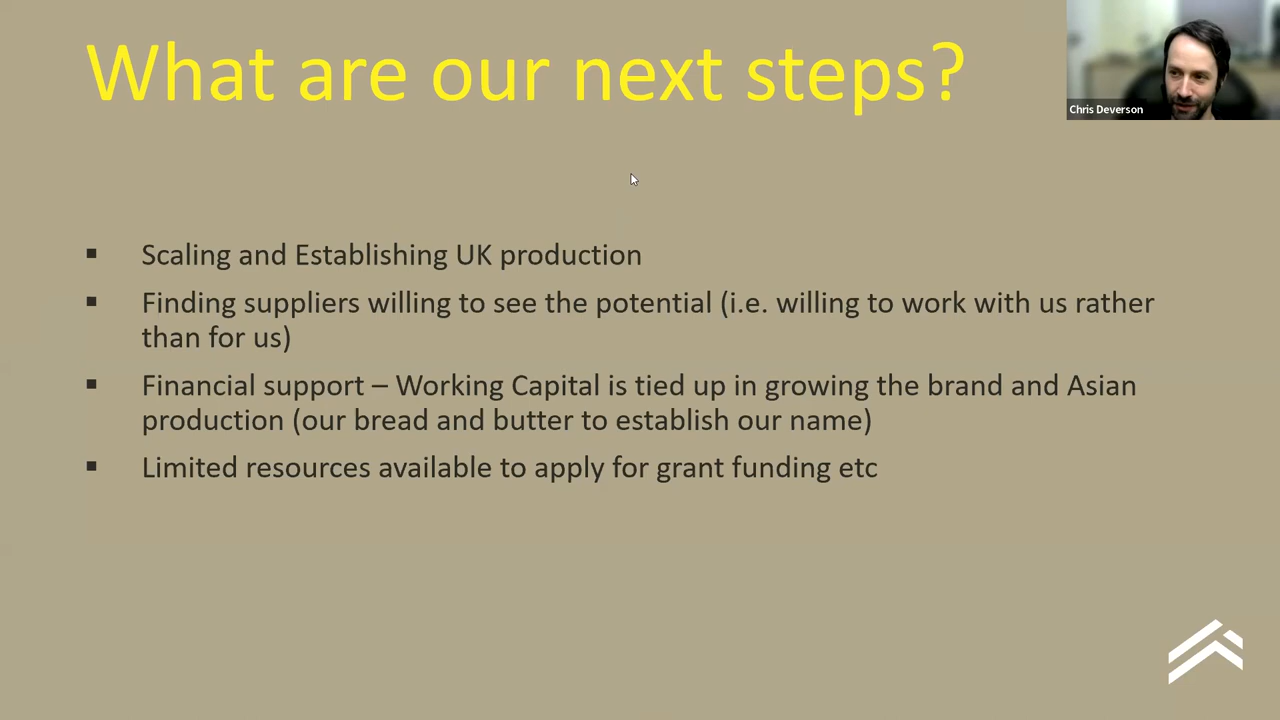 What are our next steps?
Chris Deverson
▪ Scaling and Establishing UK production
▪ Finding suppliers willing to see the potential (i.e. willing to work with us rather
than for us)
▪ Financial support – Working Capital is tied up in growing the brand and Asian
production (our bread and butter to establish our name)
▪ Limited resources available to apply for grant funding etc